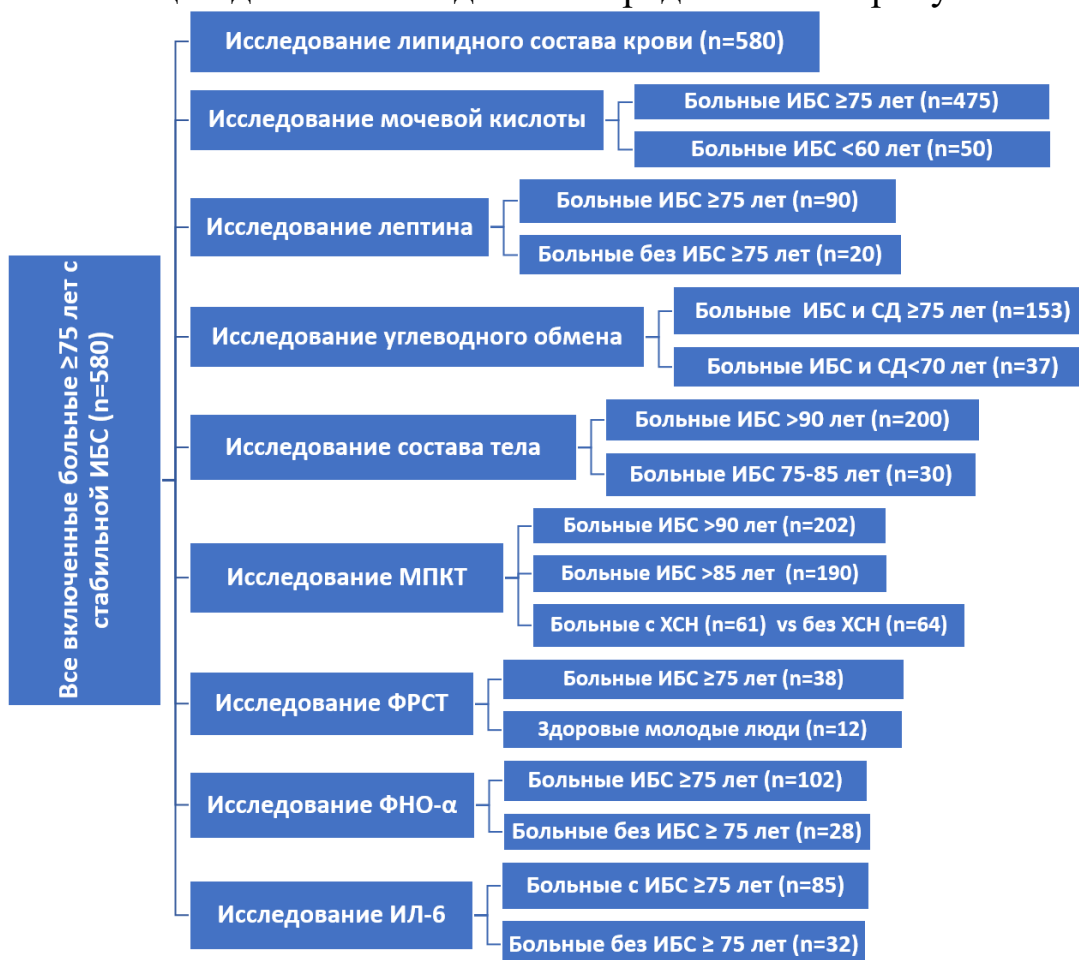 Исследование липидного состава крови (n=580)
Исследование мочевой кислоты
Больные ИБС ≥75 лет (n=475)
Больные ИБС <60 лет (n=50)
Исследование лептина
Больные ИБС ≥75 лет (n=90)
Больные без ИБС ≥75 лет (n=20)
Все включенные больные ≥75 лет с
стабильной ИБС (n=580)
Исследование углеводного обмена
Больные ИБС и СД ≥75 лет (n=153)
Больные ИБС и СД<70 лет (n=37)
Исследование состава тела
Больные ИБС >90 лет (n=200)
Больные ИБС 75-85 лет (n=30)
Исследование МПКТ
Больные ИБС >90 лет (n=202)
Больные ИБС >85 лет (n=190)
Больные с ХСН (n=61) vs без ХСН (n=64)
Исследование ФРСТ
Больные ИБС ≥75 лет (n=38)
Здоровые молодые люди (n=12)
Исследование ФНО-α
Больные ИБС ≥75 лет (n=102)
Больные без ИБС ≥ 75 лет (n=28)
Исследование ИЛ-6
Больные с ИБС ≥75 лет (n=85)
Больные без ИБС ≥ 75 лет (n=32)